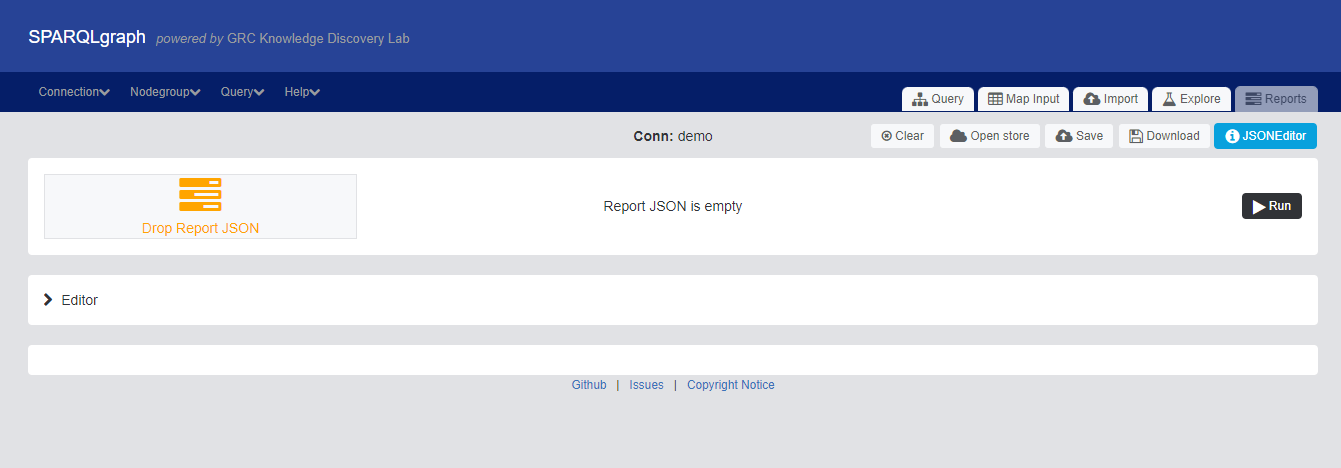 SPARQLgraph powered by GRC Knowledge Discovery Lab
Connection Nodegroup Query Help Query Map Input Import Explore Reports
Conn: demo Clear Open store Save Download JSONEditor
Drop Report JSON Report JSON is empty Run
Editor
Github | Issues | Copyright Notice